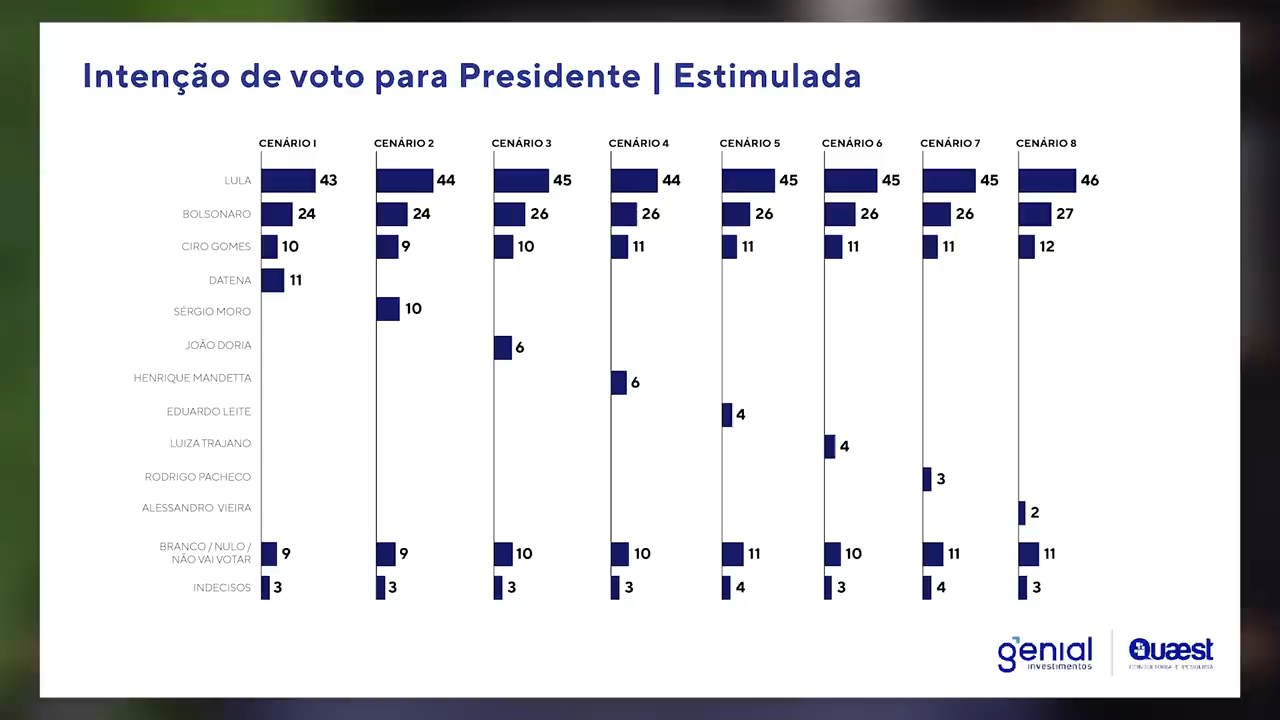 Intenção de voto para Presidente | Estimulada
CENÁRIO 1 CENÁRIO 2 CENÁRIO 3 CENÁRIO 4 CENÁRIO 5 CENÁRIO 6 CENÁRIO 7 CENÁRIO 8
LULA 43 44 45 44 45 45 45 46
BOLSONARO 24 24 26 26 26 26 26 27
CIRO GOMES 10 9 10 11 11 11 11 12
DATENA 11
SÉRGIO MORO 10
JOÃO DORIA 6
HENRIQUE MANDETTA 6
EDUARDO LEITE 4
LUIZA TRAJANO 4
RODRIGO PACHECO 3
ALESSANDRO VIEIRA 2
BRANCO / NULO /
NÃO VAI VOTAR 9 9 10 10 11 10 11 11
INDECISOS 3 3 3 3 4 3 4 3
genial
investimentos
Quæst
CONSULTORIA E PESQUISA